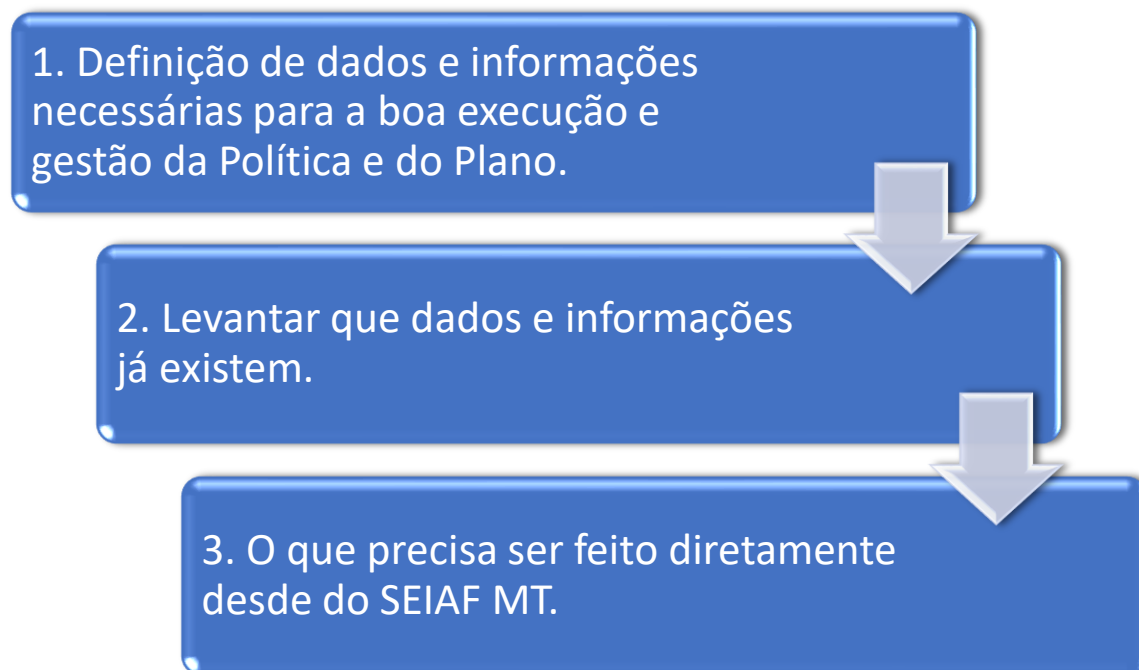 1. Definição de dados e informações
necessárias para a boa execução e
gestão da Política e do Plano.
2. Levantar que dados e informações
já existem.
3. O que precisa ser feito diretamente
desde do SEIAF MT.